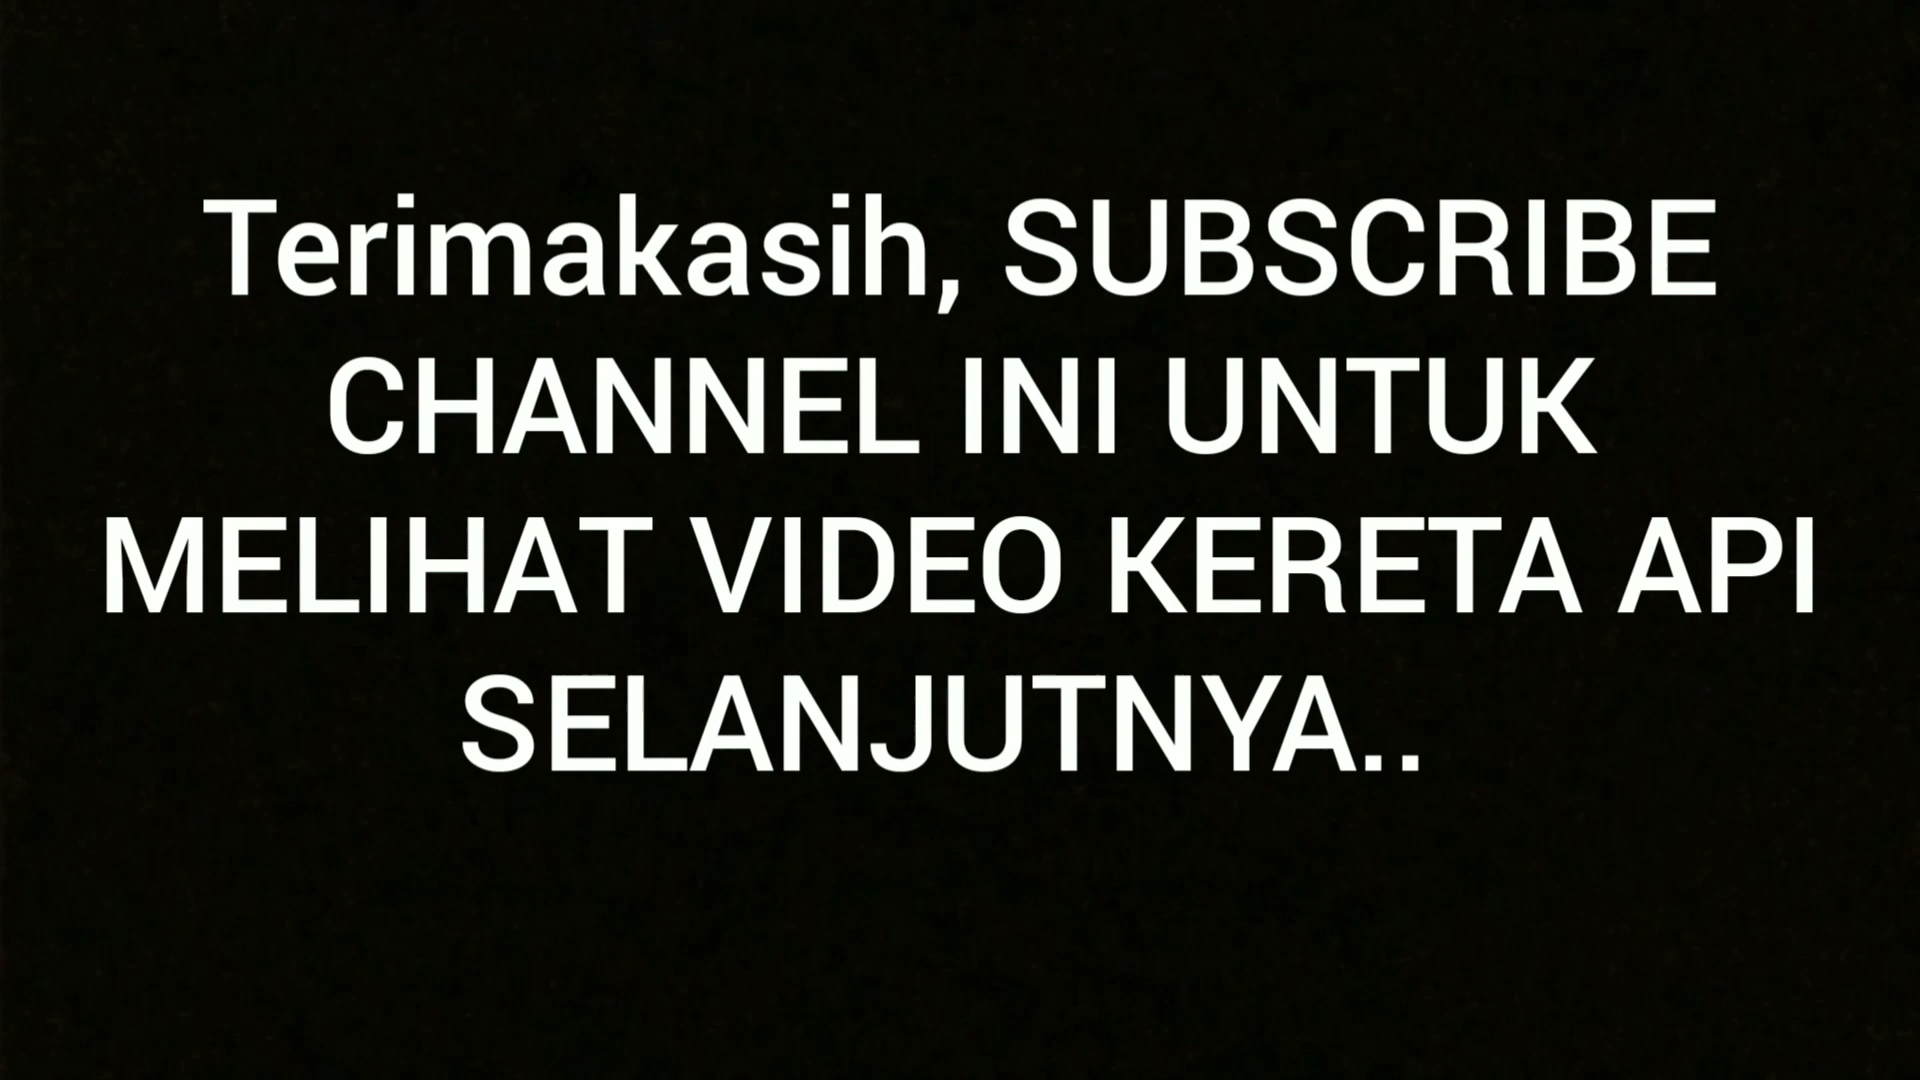 Terimakasih, SUBSCRIBE
CHANNEL INI UNTUK
MELIHAT VIDEO KERETA API
SELANJUTNYA..